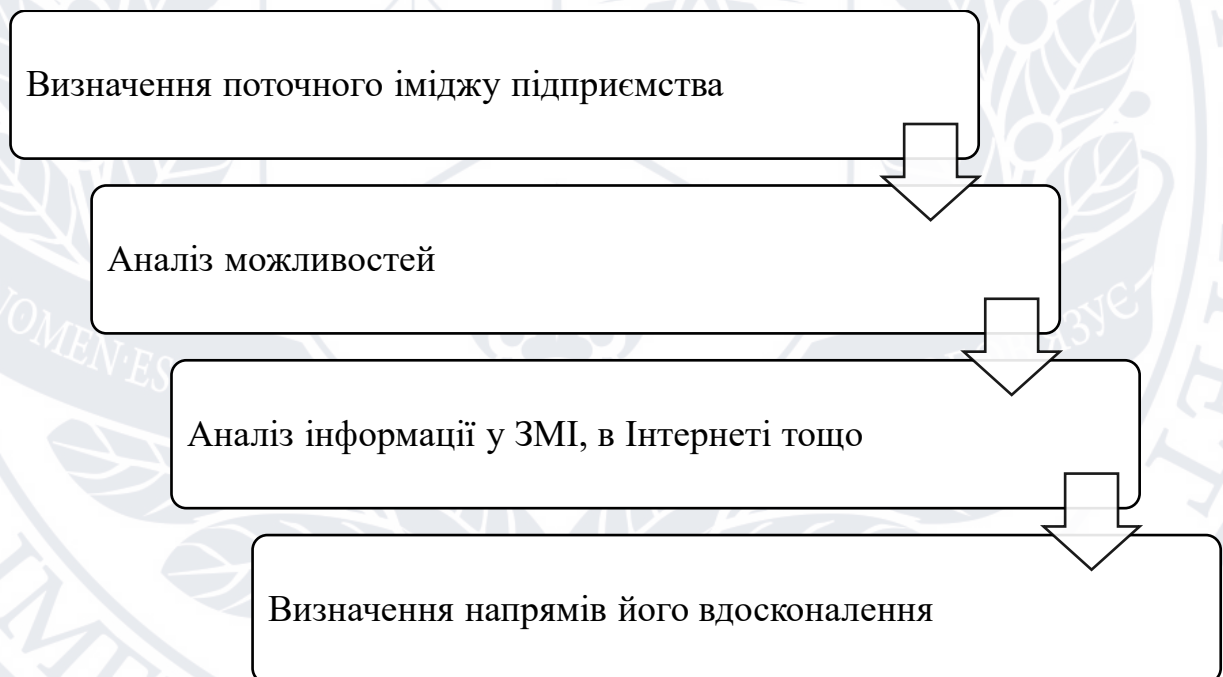 Визначення поточного іміджу підприємства
Аналіз можливостей
Аналіз інформації у ЗМІ, в Інтернеті тощо
Визначення напрямів його вдосконалення